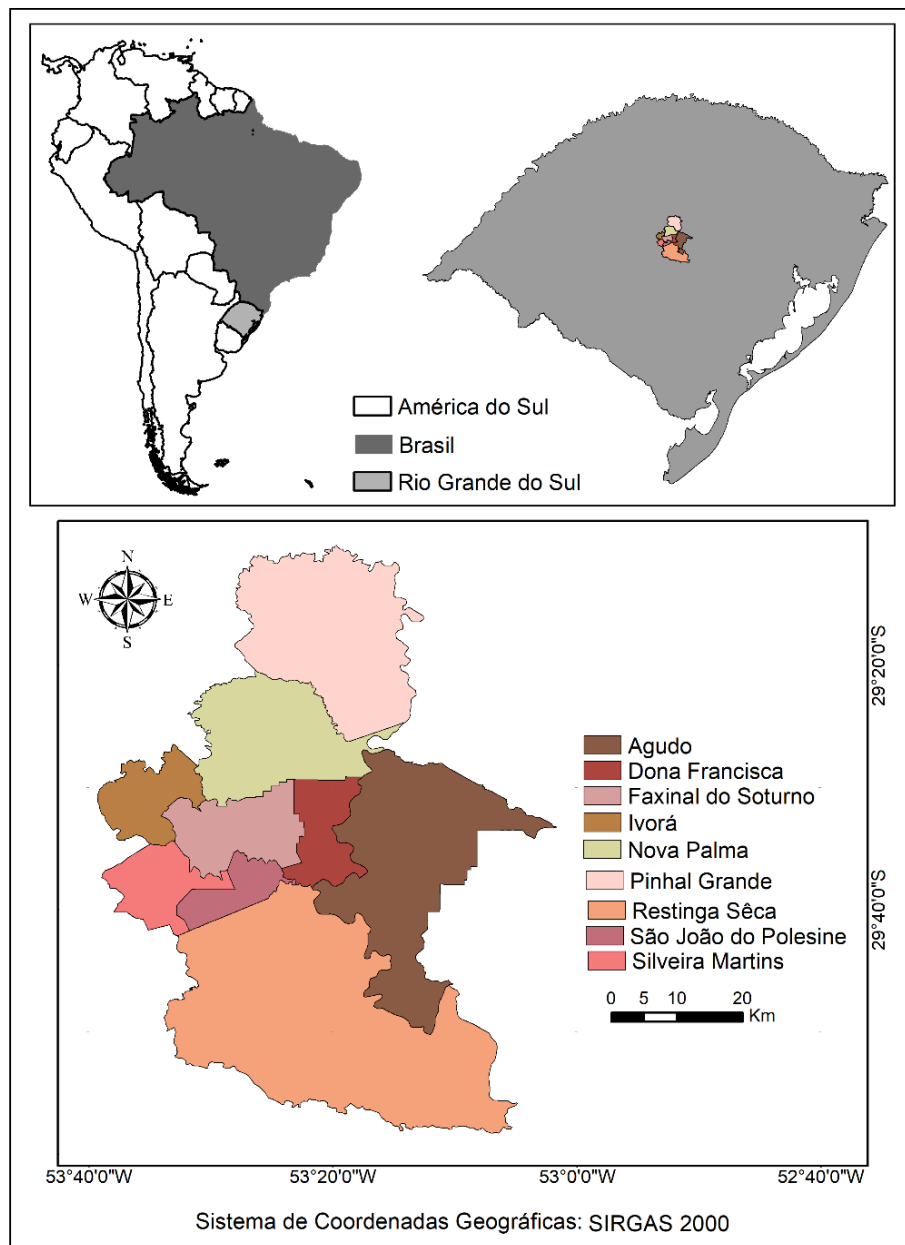 América do Sul
Brasil
Rio Grande do Sul
N
W E
S
29°20'0"S
Agudo
Dona Francisca
Faxinal do Soturno
Ivorá
Nova Palma
Pinhal Grande
Restinga Sêca
São João do Polesine
Silveira Martins
29°40'0"S
0 5 10 20
Km
53°40'0"W 53°20'0"W 53°00'0"W 52°40'0"W
Sistema de Coordenadas Geográficas: SIRGAS 2000